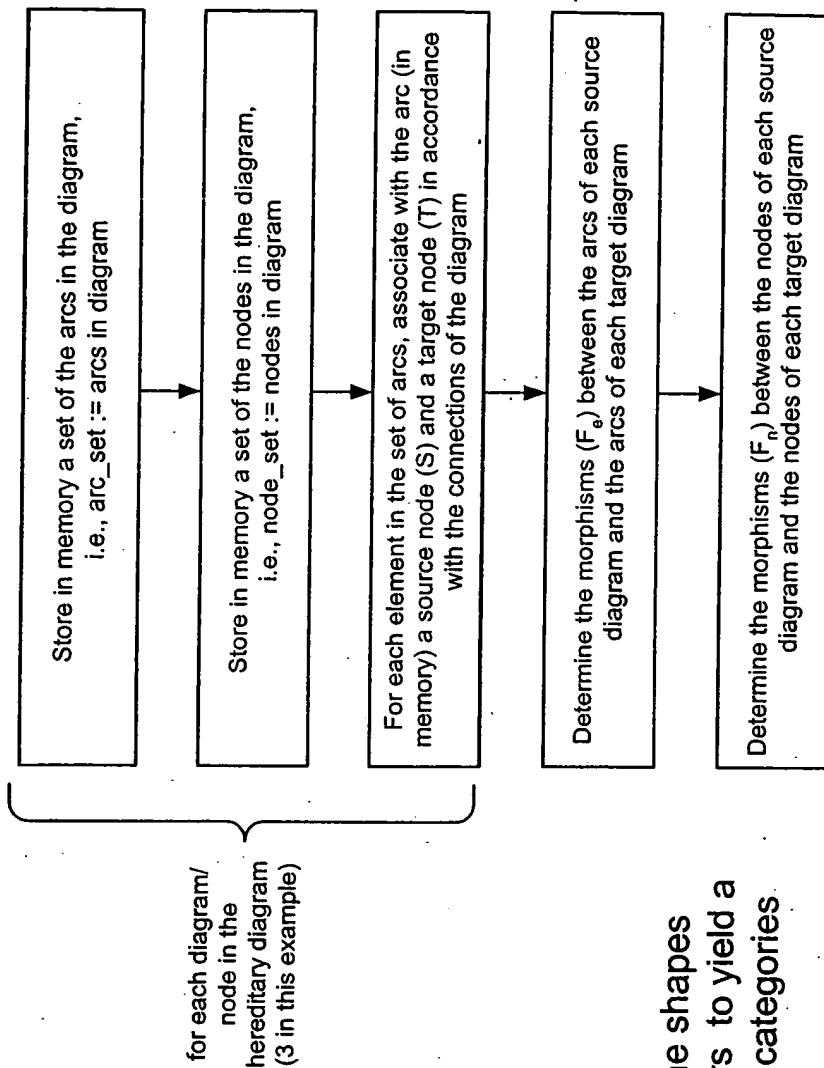 Store in memory a set of the arcs in the diagram,
i.e., arc_set := arcs in diagram
Store in memory a set of the nodes in the diagram,
i.e., node_set := nodes in diagram
For each element in the set of arcs, associate with the arc (in
memory) a source node (S) and a target node (T) in accordance
with the connections of the diagram
Determine the morphisms (Fe) between the arcs of each source
diagram and the arcs of each target diagram
Determine the morphisms (Fn) between the nodes of each source
diagram and the nodes of each target diagram
for each diagram/
node in the
hereditary diagram
(3 in this example)
shapes
to yield a
categories